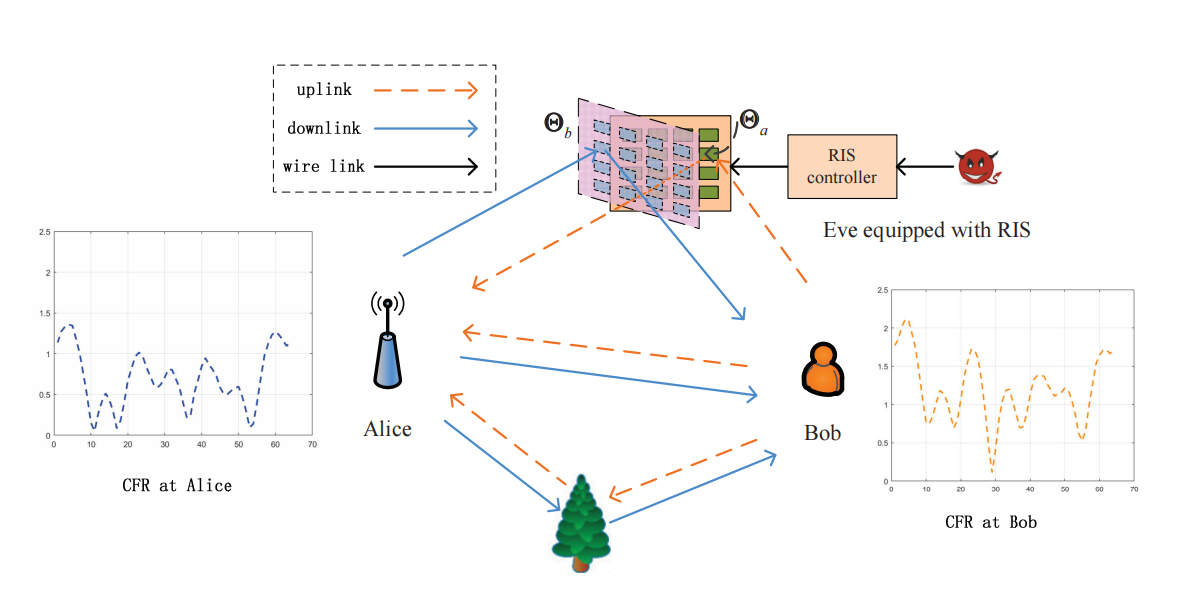 uplink
downlink
wire link
Θb
Θa
RIS
controller
Eve equipped with RIS
2.5
2
1.5
1
0.5
0
0 10 20 30 40 50 60 70
CFR at Alice
Alice
Bob
2.5
2
1.5
1
0.5
0
0 10 20 30 40 50 60 70
CFR at Bob